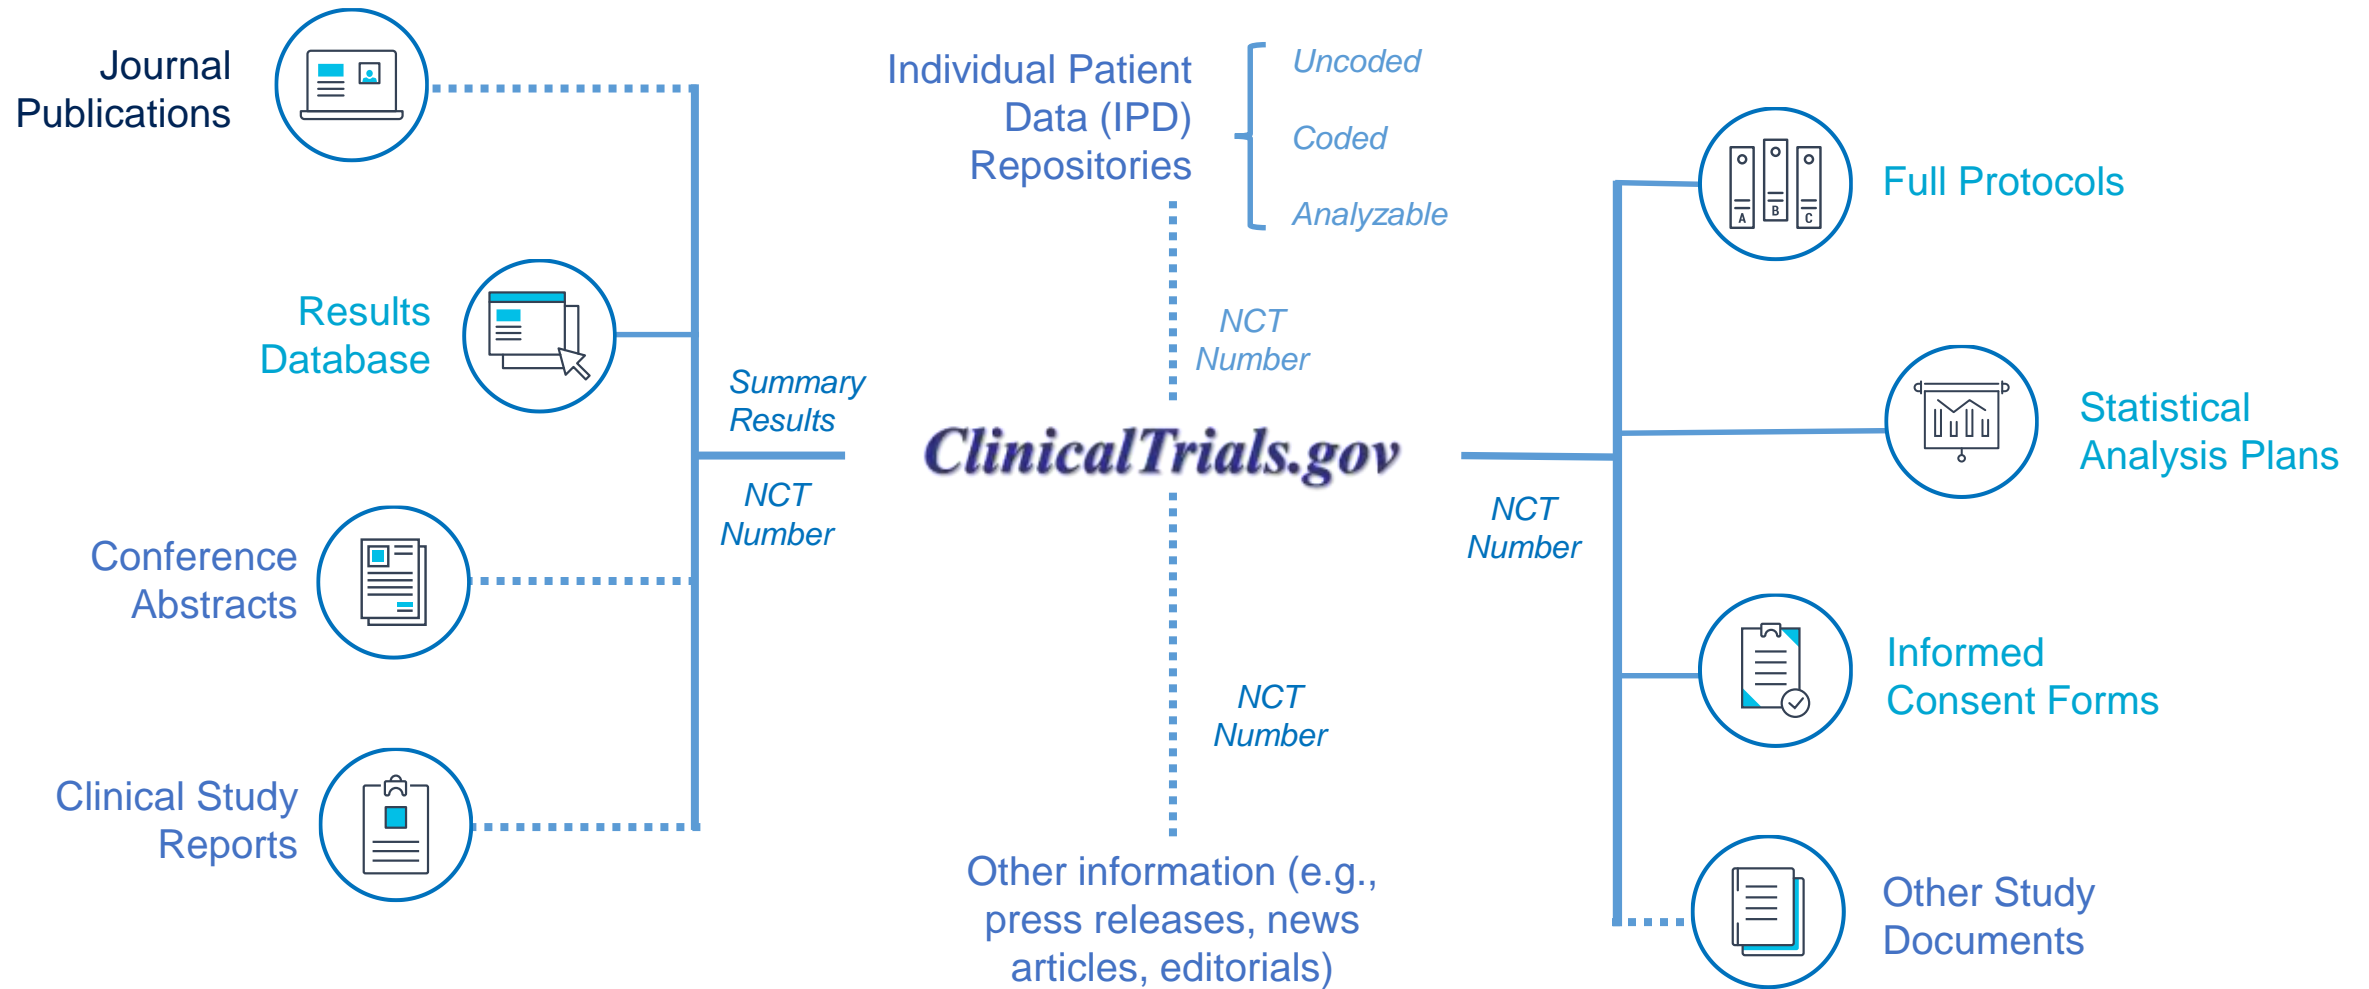 Journal
Publications
Results
Database
Conference
Abstracts
Clinical Study
Reports
Summary
Results
NCT
Number
Individual Patient
Data (IPD)
Repositories
Uncoded
Coded
Analyzable
NCT
Number
ClinicalTrials.gov
NCT
Number
Other information (e.g.,
press releases, news
articles, editorials)
NCT
Number
A B C
Full Protocols
Statistical
Analysis Plans
Informed
Consent Forms
Other Study
Documents